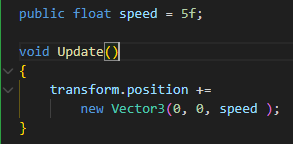 public float speed = 5f;
void Update()
{
transform.position +=
new Vector3(0, 0, speed );
}